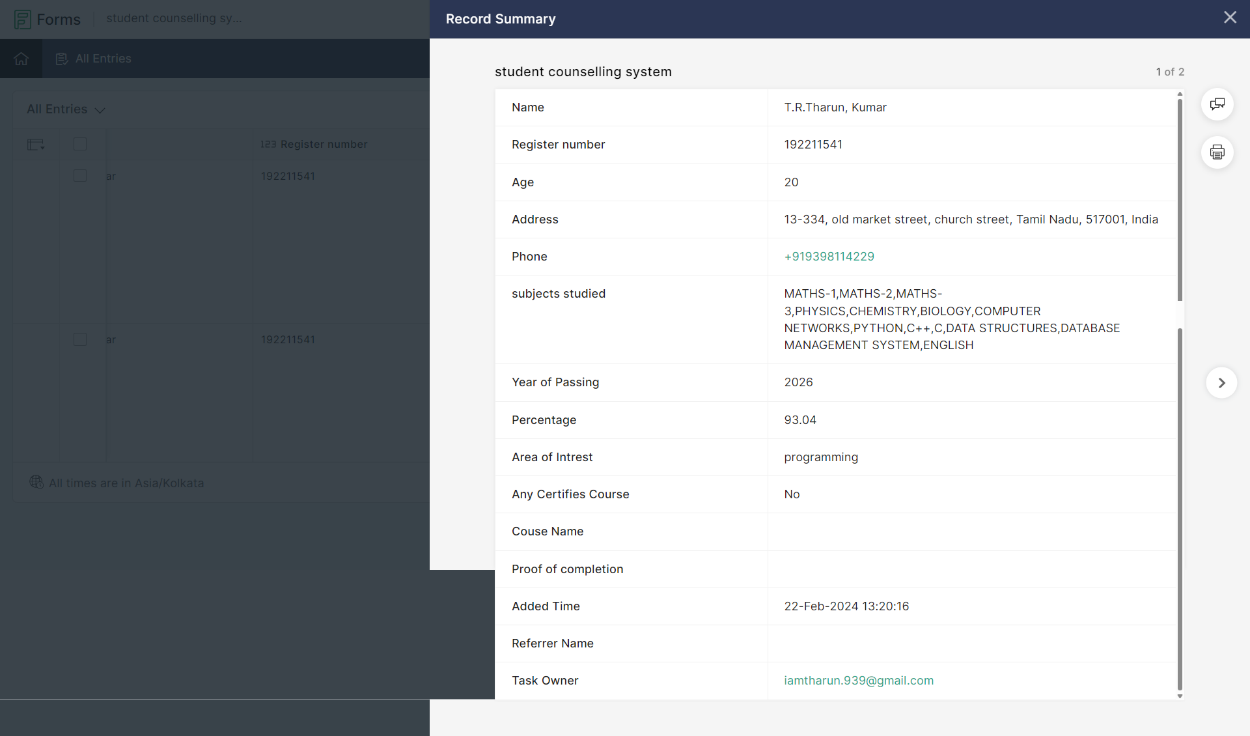 Forms
student counselling sy...
Record Summary
All Entries
student counselling system
1 of 2
All Entries
123 Register number
ar
192211541
ar
192211541
All times are in Asia/Kolkata
Name
T.R.Tharun, Kumar
Register number
192211541
Age
20
Address
13-334, old market street, church street, Tamil Nadu, 517001, India
Phone
+919398114229
subjects studied
MATHS-1,MATHS-2,MATHS-
3,PHYSICS,CHEMISTRY,BIOLOGY,COMPUTER
NETWORKS,PYTHON,C++,C,DATA STRUCTURES,DATABASE
MANAGEMENT SYSTEM,ENGLISH
Year of Passing
2026
Percentage
93.04
Area of Intrest
programming
Any Certifies Course
No
Couse Name
Proof of completion
Added Time
22-Feb-2024 13:20:16
Referrer Name
Task Owner
iamtharun.939@gmail.com